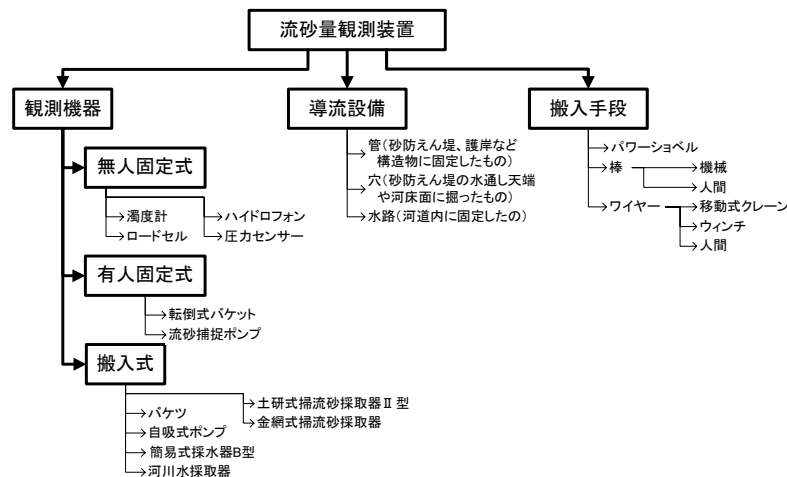 流砂量観測装置
観測機器
導流設備
搬入手段
無人固定式
濁度計
ロードセル
ハイドロフォン
圧力センサー
有人固定式
転倒式バケット
流砂捕捉ポンプ
搬入式
バケツ
自吸式ポンプ
簡易式採水器B型
河川水採取器
土研式掃流砂採取器Ⅱ型
金網式掃流砂採取器
管(砂防えん堤、護岸など
構造物に固定したもの)
穴(砂防えん堤の水通し天端
や河床面に掘ったもの)
水路(河道内に固定したの)
パワーショベル
棒
機械
人間
ワイヤー
移動式クレーン
ウィンチ
人間